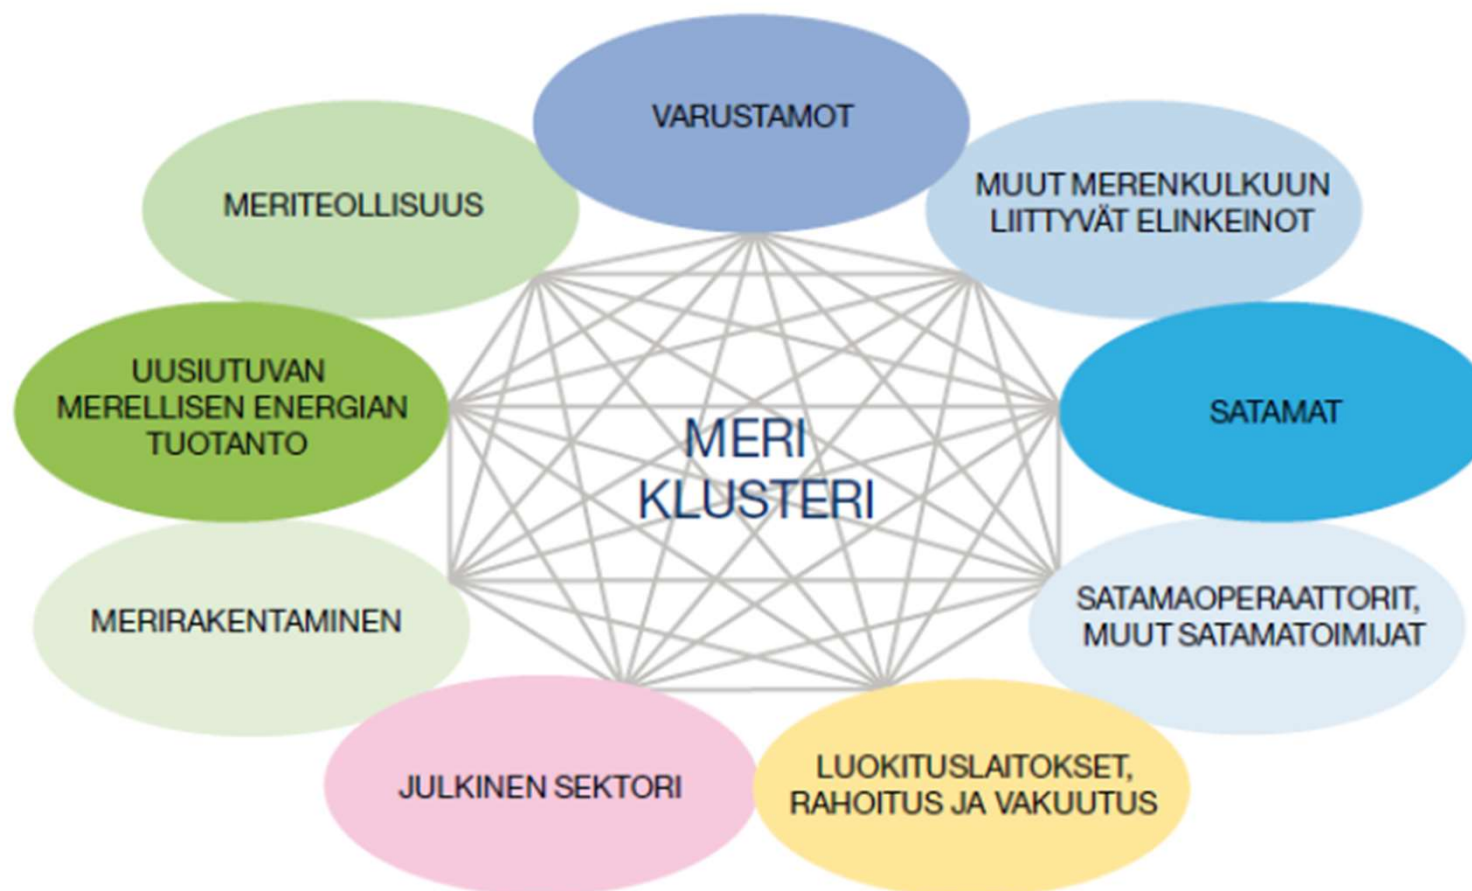 VARUSTAMOT
MERITEOLLISUUS
MUUT MERENKULKUUN
LIITTYVÄT ELINKEINOT
UUSIUTUVAN
MERELLISEN ENERGIAN
TUOTANTO
SATAMAT
MERI
KLUSTERI
MERIRAKENTAMINEN
SATAMAOPERAATTORIT,
MUUT SATAMATOIMIJAT
JULKINEN SEKTORI
LUOKITUSLAITOKSET,
RAHOITUS JA VAKUUTUS